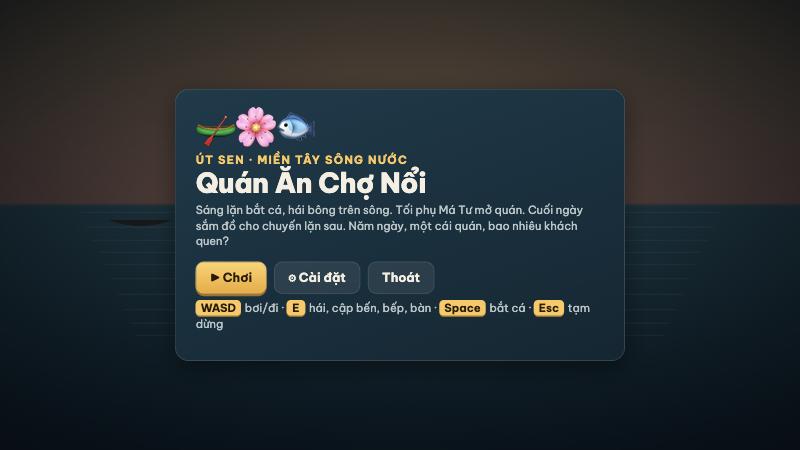 ÚT SEN · MIỀN TÂY SÔNG NƯỚC
Quán Ăn Chợ Nổi
Sáng lặn bắt cá, hái bông trên sông. Tối phụ Má Tư mở quán. Cuối ngày
sắm đồ cho chuyến lặn sau. Năm ngày, một cái quán, bao nhiêu khách
quen?
▶ Chơi ⚙ Cài đặt Thoát
WASD bơi/đi · E hái, cập bến, bếp, bàn · Space bắt cá · Esc tạm
dừng